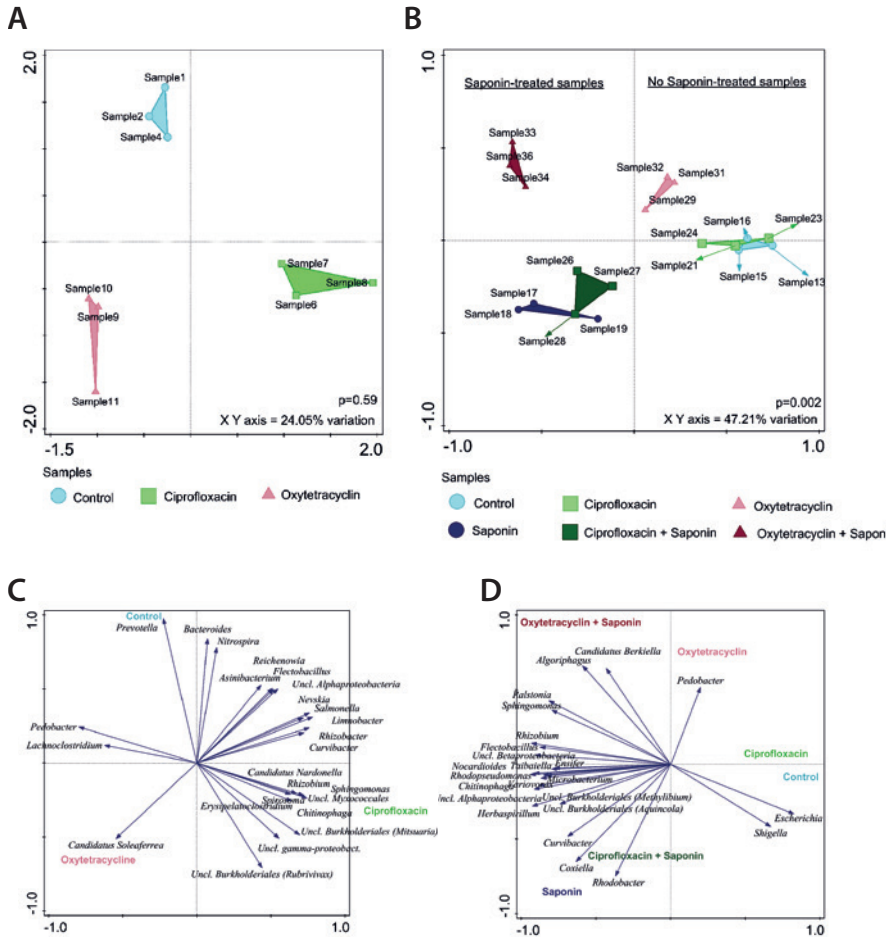 A
B
2.0
-2.0
-1.5
2.0
Sample1
Sample2
Sample4
Sample7
Sample8
Sample6
Sample10
Sample9
Sample11
p=0.59
X Y axis = 24.05% variation
Samples
Control
Ciprofloxacin
Oxytetracyclin
1.0
-1.0
-1.0
1.0
Saponin-treated samples
No Saponin-treated samples
Sample33
Sample36
Sample34
Sample32
Sample31
Sample29
Sample16
Sample23
Sample24
Sample21
Sample15
Sample13
Sample26
Sample27
Sample17
Sample18
Sample19
Sample28
p=0.002
X Y axis = 47.21% variation
Samples
Control
Ciprofloxacin
Oxytetracyclin
Saponin
Ciprofloxacin + Saponin
Oxytetracyclin + Sapon
C
D
1.0
-1.0
-1.0
1.0
Control
Prevotella
Bacteroides
Nitrospira
Reichenowia
Flectobacillus
Asinibacterium
Uncl. Alphaproteobacteria
Nevskia
Salmonella
Limnobacter
Rhizobacter
Curvibacter
Pedobacter
Lachnoclostridium
Candidatus Nardonella
Rhizobium
Sphingomonas
Spiroplasma
Uncl. Myxococcales
Erysipelatoclostridium
Chitinophaga
Ciprofloxacin
Uncl. Burkholderiales (Mitsuaria)
Candidatus Soleaferrea
Uncl. gamma-proteobact.
Oxytetracycline
Uncl. Burkholderiales (Rubrivivax)
1.0
-1.0
-1.0
1.0
Oxytetracyclin + Saponin
Candidatus Berkiella
Oxytetracyclin
Algoriphagus
Pedobacter
Ralstonia
Sphingomonas
Rhizobium
Flectobacillus
Uncl. Betaproteobacteria
Ciprofloxacin
Nocardioides
Taibaiella
Ensifer
Rhodopseudomonas
Microbacterium
Control
Variovorax
Chitinophaga
Uncl. Alphaproteobacteria
Uncl. Burkholderiales (Methylibium)
Herbaspirillum
Uncl. Burkholderiales (Aquincola)
Escherichia
Shigella
Curvibacter
Coxiella
Ciprofloxacin + Saponin
Saponin
Rhodobacter